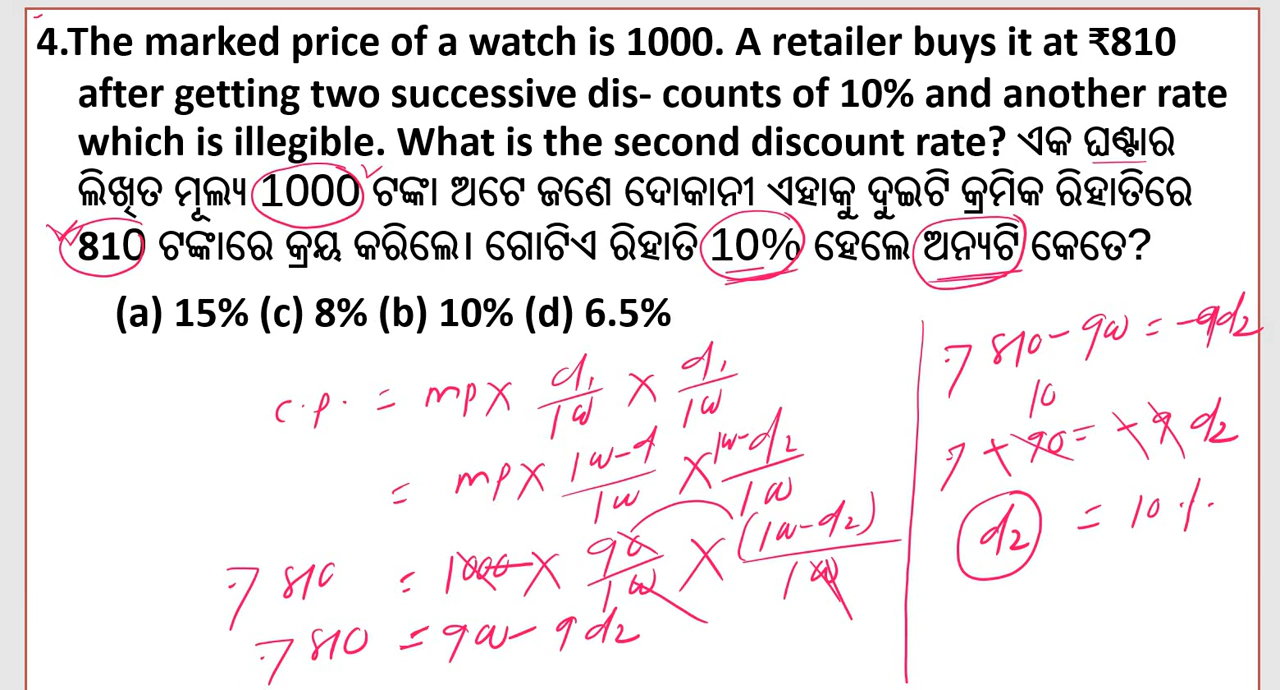 4.The marked price of a watch is 1000. A retailer buys it at ₹810
after getting two successive dis- counts of 10% and another rate
which is illegible. What is the second discount rate? ଏକ ଘଣ୍ଟାର
ଲିଖିତ ମୂଲ୍ୟ 1000 ଟଙ୍କା ଅଟେ ଜଣେ ଦୋକାନୀ ଏହାକୁ ଦୁଇଟି କ୍ରମିକ ରିହାତିରେ
810 ଟଙ୍କାରେ କ୍ରୟ କରିଲେ। ଗୋଟିଏ ରିହାତି 10% ହେଲେ ଅନ୍ୟଟି କେତେ?
(a) 15% (c) 8% (b) 10% (d) 6.5%
c.p. = mp x d₁/100 x d₁/100
= mp x 100-d/100 x 100-d₂/100
⇒ 810 = 1000 x 90/100 x (100-d₂)/100
⇒ 810 = 900 - 9d₂
⇒ 810 - 900 = -9d₂
10
⇒ +90 = +9 d₂
d₂ = 10%